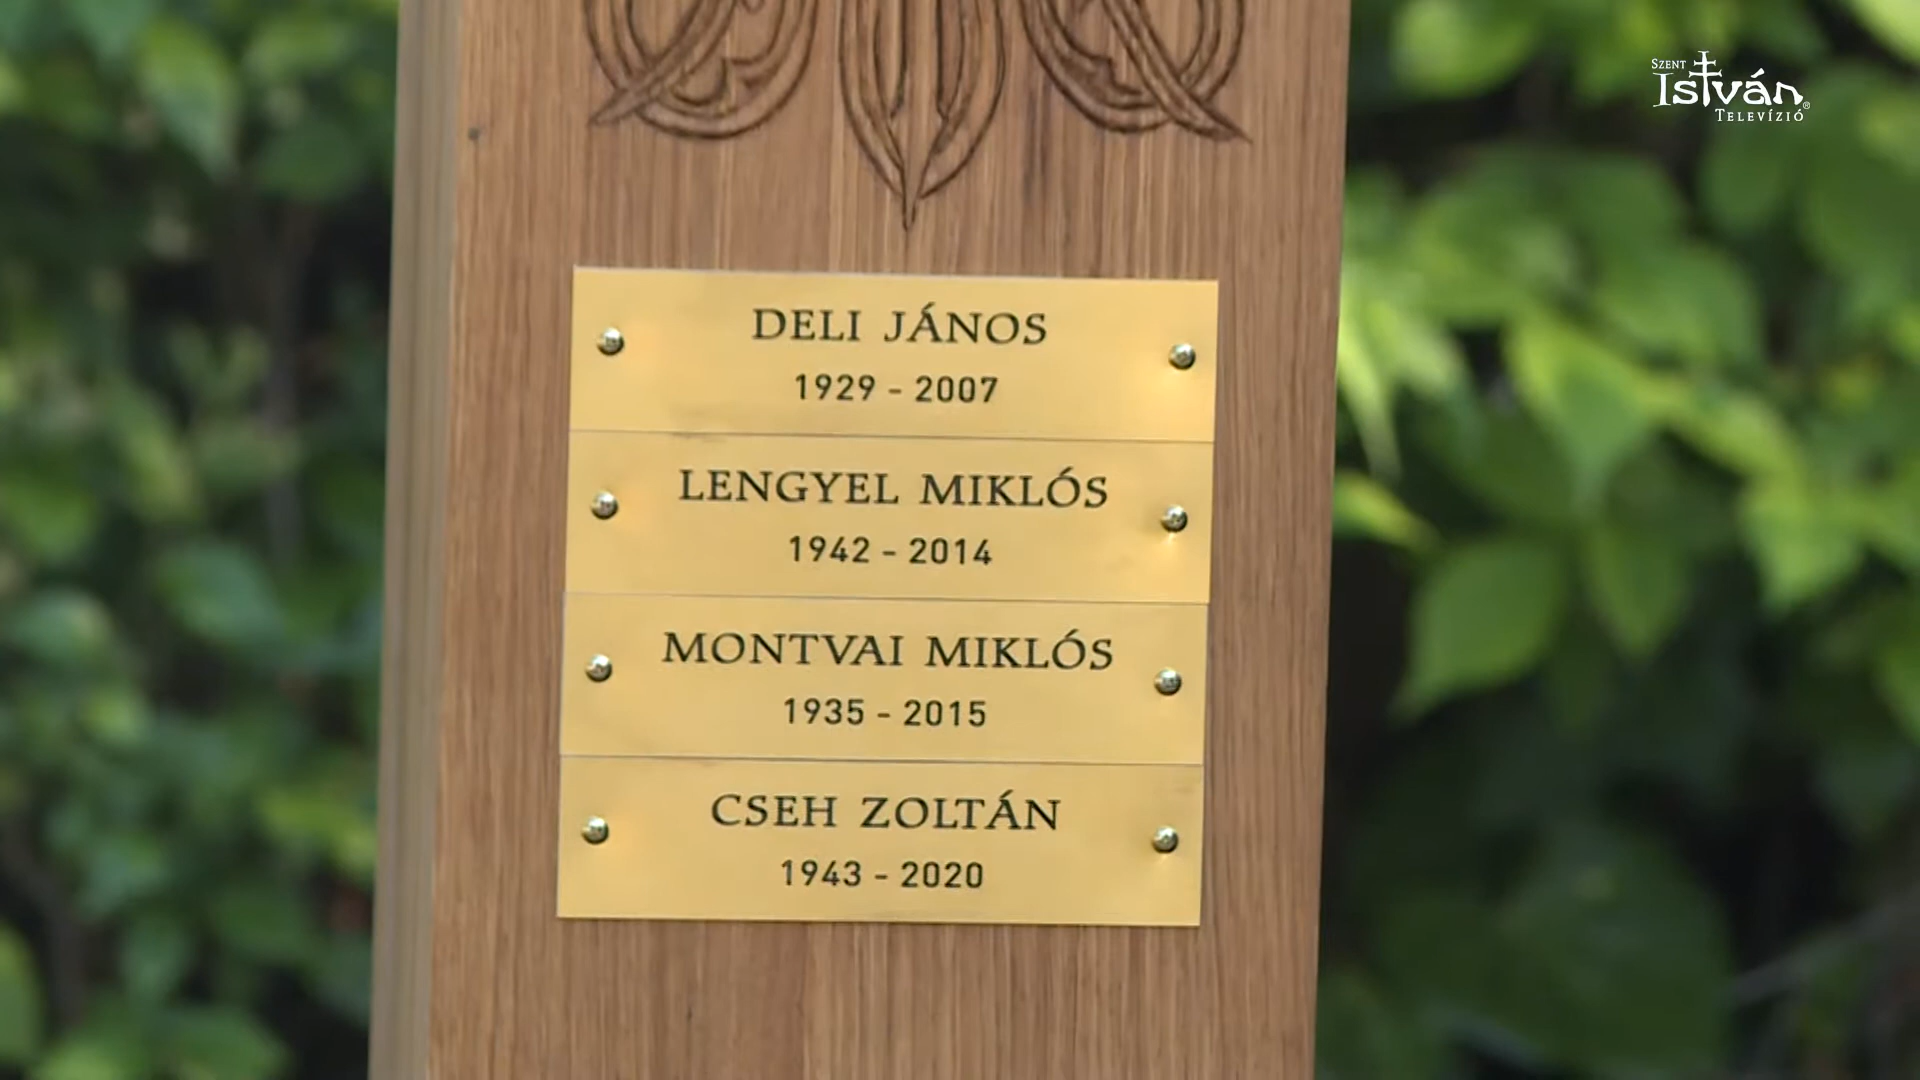 SZENT
ISTVÁN®
TELEVÍZIÓ
DELI JÁNOS
1929 - 2007
LENGYEL MIKLÓS
1942 - 2014
MONTVAI MIKLÓS
1935 - 2015
CSEH ZOLTÁN
1943 - 2020